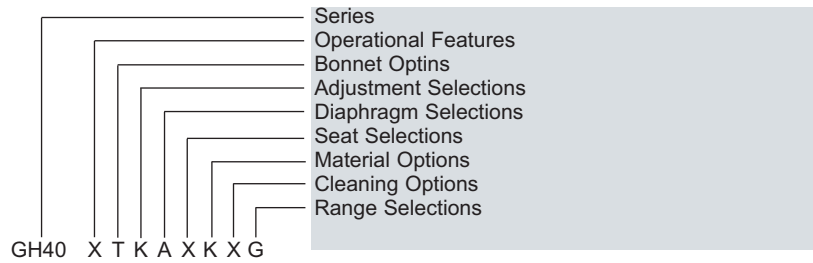 Series
Operational Features
Bonnet Optins
Adjustment Selections
Diaphragm Selections
Seat Selections
Material Options
Cleaning Options
Range Selections
GH40 X T K A X K X G